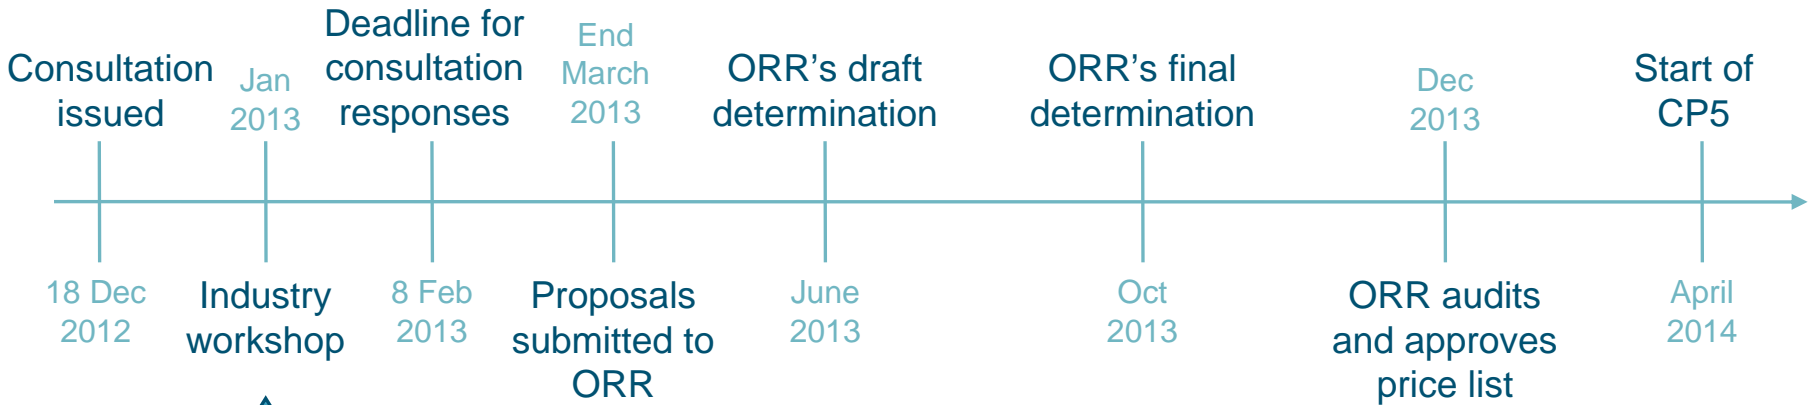 Consultation
issued
18 Dec
2012
Jan
2013
Industry
workshop
Deadline for
consultation
responses
8 Feb
2013
End
March
2013
Proposals
submitted to
ORR
ORR’s draft
determination
June
2013
ORR’s final
determination
Oct
2013
Dec
2013
ORR audits
and approves
price list
Start of
CP5
April
2014